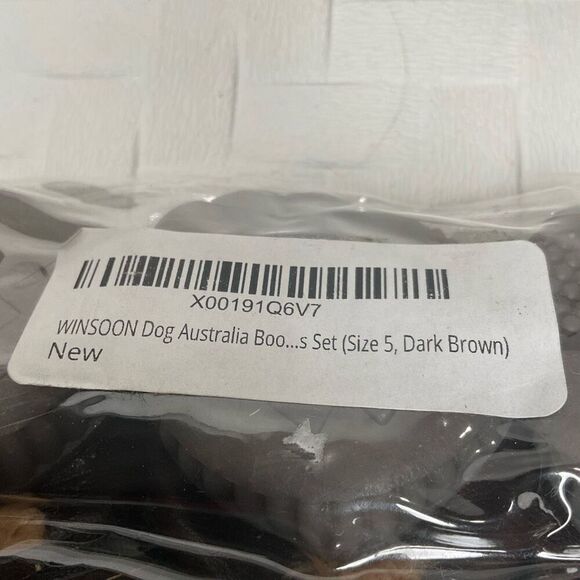 X00191Q6V7
WINSOON Dog Australia Boo...s Set (Size 5, Dark Brown)
New